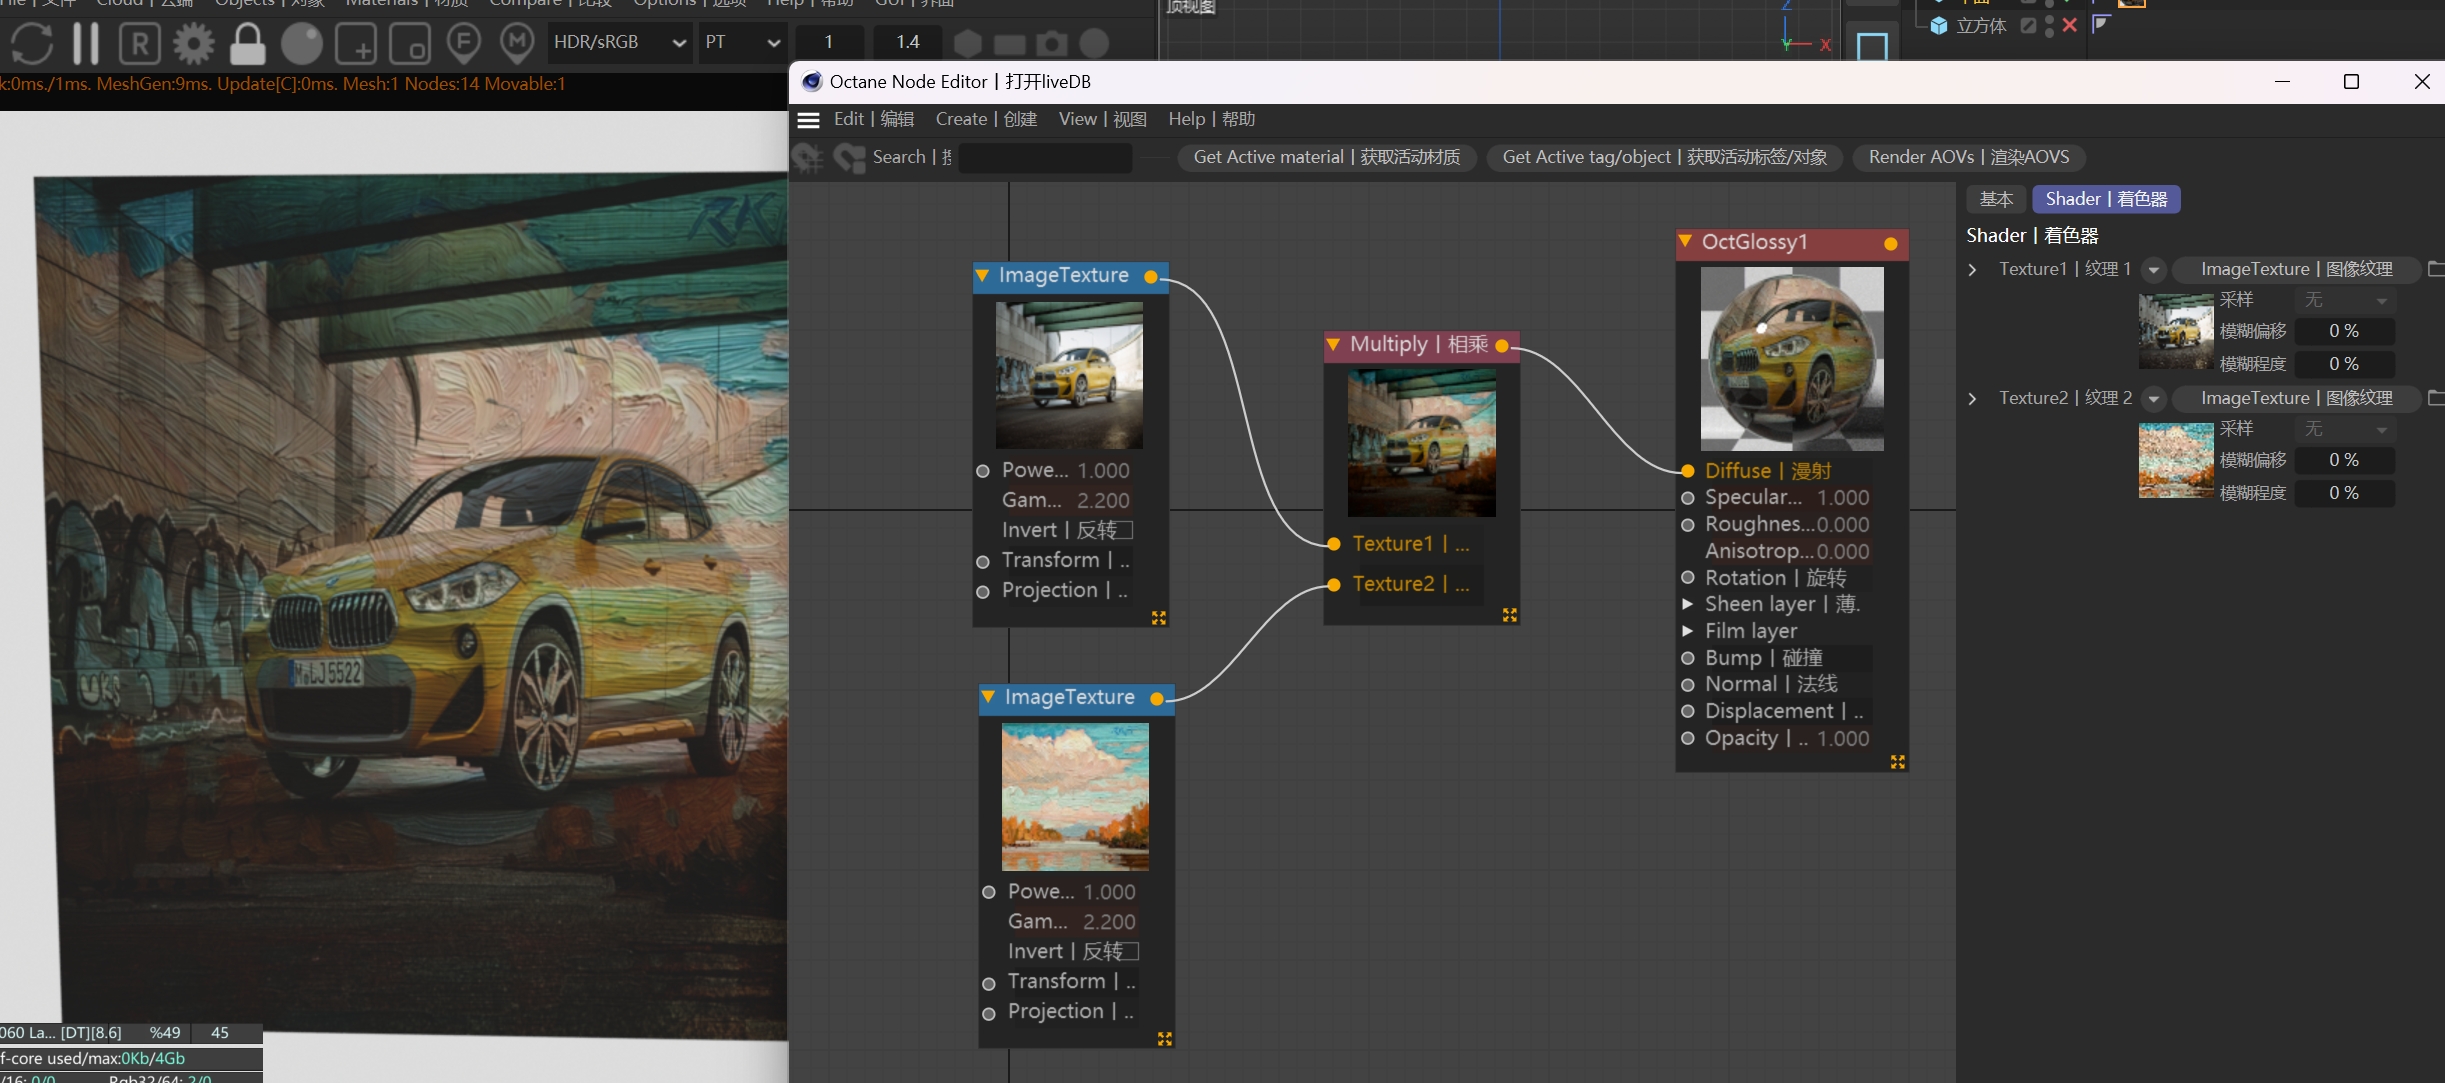 File | 文件 Cloud | 云端 Objects | 对象 Materials | 材质 Compare | 比较 Options | 选项 Help | 帮助 GUI | 界面
HDR/sRGB PT 1 1.4
k:0ms./1ms. MeshGen:9ms. Update[C]:0ms. Mesh:1 Nodes:14 Movable:1
顶视图
Z
Y X
立方体
Octane Node Editor | 打开liveDB
Edit | 编辑 Create | 创建 View | 视图 Help | 帮助
Search | Get Active material | 获取活动材质 Get Active tag/object | 获取活动标签/对象 Render AOVs | 渲染AOVS
ImageTexture
Powe... 1.000
Gam... 2.200
Invert | 反转
Transform | ..
Projection | ..
ImageTexture
Powe... 1.000
Gam... 2.200
Invert | 反转
Transform | ..
Projection | ..
Multiply | 相乘
Texture1 | ...
Texture2 | ...
OctGlossy1
Diffuse | 漫射
Specular... 1.000
Roughnes...0.000
Anisotrop...0.000
Rotation | 旋转
Sheen layer | 薄.
Film layer
Bump | 碰撞
Normal | 法线
Displacement | ..
Opacity | .. 1.000
基本 Shader | 着色器
Shader | 着色器
Texture1 | 纹理 1 ImageTexture | 图像纹理
采样 无
模糊偏移 0 %
模糊程度 0 %
Texture2 | 纹理 2 ImageTexture | 图像纹理
采样 无
模糊偏移 0 %
模糊程度 0 %
M LJ 5522
060 La... [DT][8.6] %49 45
f-core used/max:0Kb/4Gb
/16: 0/0 Rgb32/64: 2/0